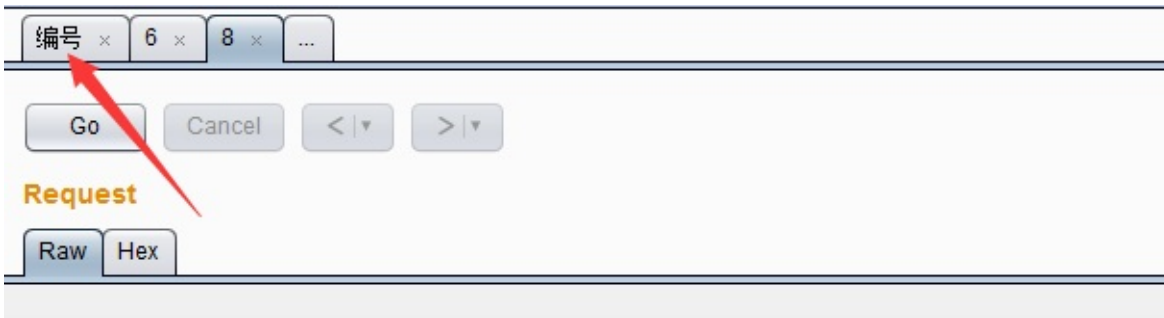 编号 × 6 × 8 × ...
Go Cancel < ▼ > ▼
Request
Raw Hex